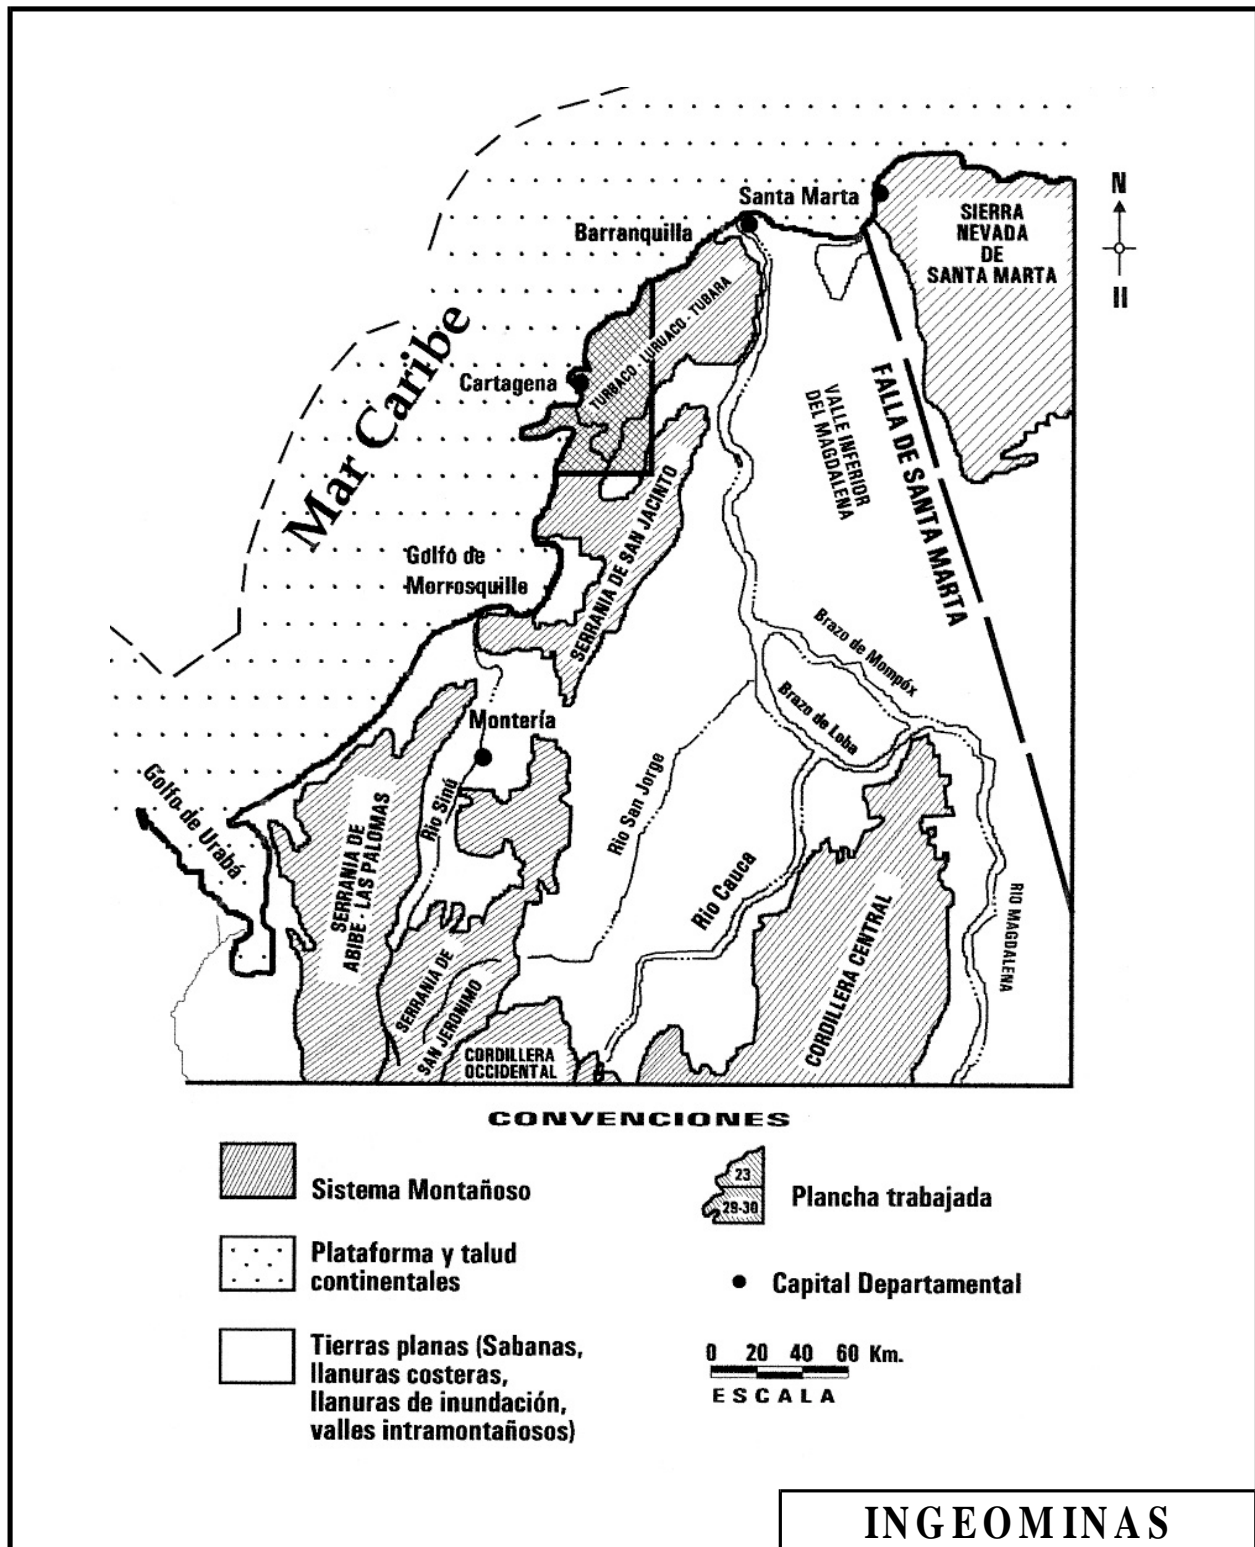 N
Santa Marta
Barranquilla
SIERRA
NEVADA
DE
SANTA MARTA
TURBACO - LURUACO - TUBARA
Mar Caribe
Cartagena
VALLE INFERIOR
DEL MAGDALENA
FALLA DE SANTA MARTA
SERRANIA DE SAN JACINTO
Golfo de
Morrosquille
Brazo de Mompóx
Brazo de Loba
Montería
Golfo de Urabá
SERRANIA DE
ABIBE - LAS PALOMAS
Rio Sinú
Rio San Jorge
Rio Cauca
RIO MAGDALENA
CORDILLERA CENTRAL
SERRANIA DE
SAN JERONIMO
CORDILLERA
OCCIDENTAL
CONVENCIONES
Sistema Montañoso
23
29-30
Plancha trabajada
Plataforma y talud
continentales
Capital Departamental
Tierras planas (Sabanas,
llanuras costeras,
llanuras de inundación,
valles intramontañosos)
0 20 40 60 Km.
ESCALA
INGEOMINAS